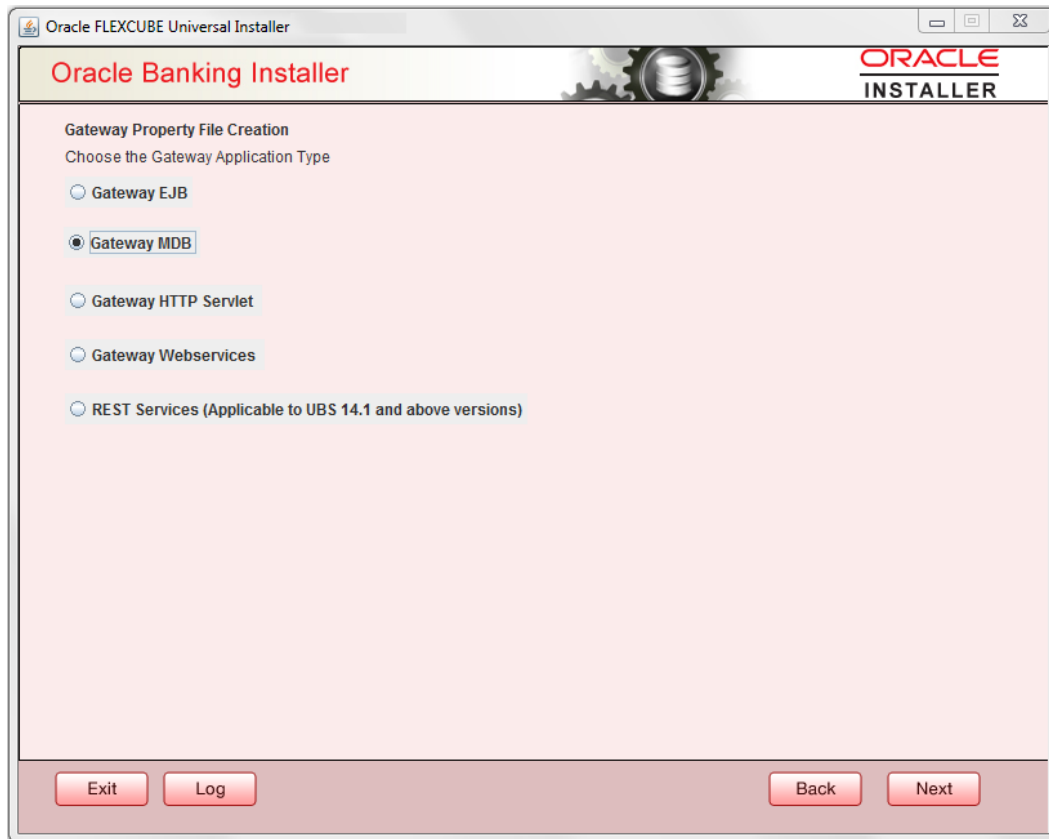 Oracle FLEXCUBE Universal Installer
Oracle Banking Installer
ORACLE
INSTALLER
Gateway Property File Creation
Choose the Gateway Application Type
Gateway EJB
Gateway MDB
Gateway HTTP Servlet
Gateway Webservices
REST Services (Applicable to UBS 14.1 and above versions)
Exit Log Back Next